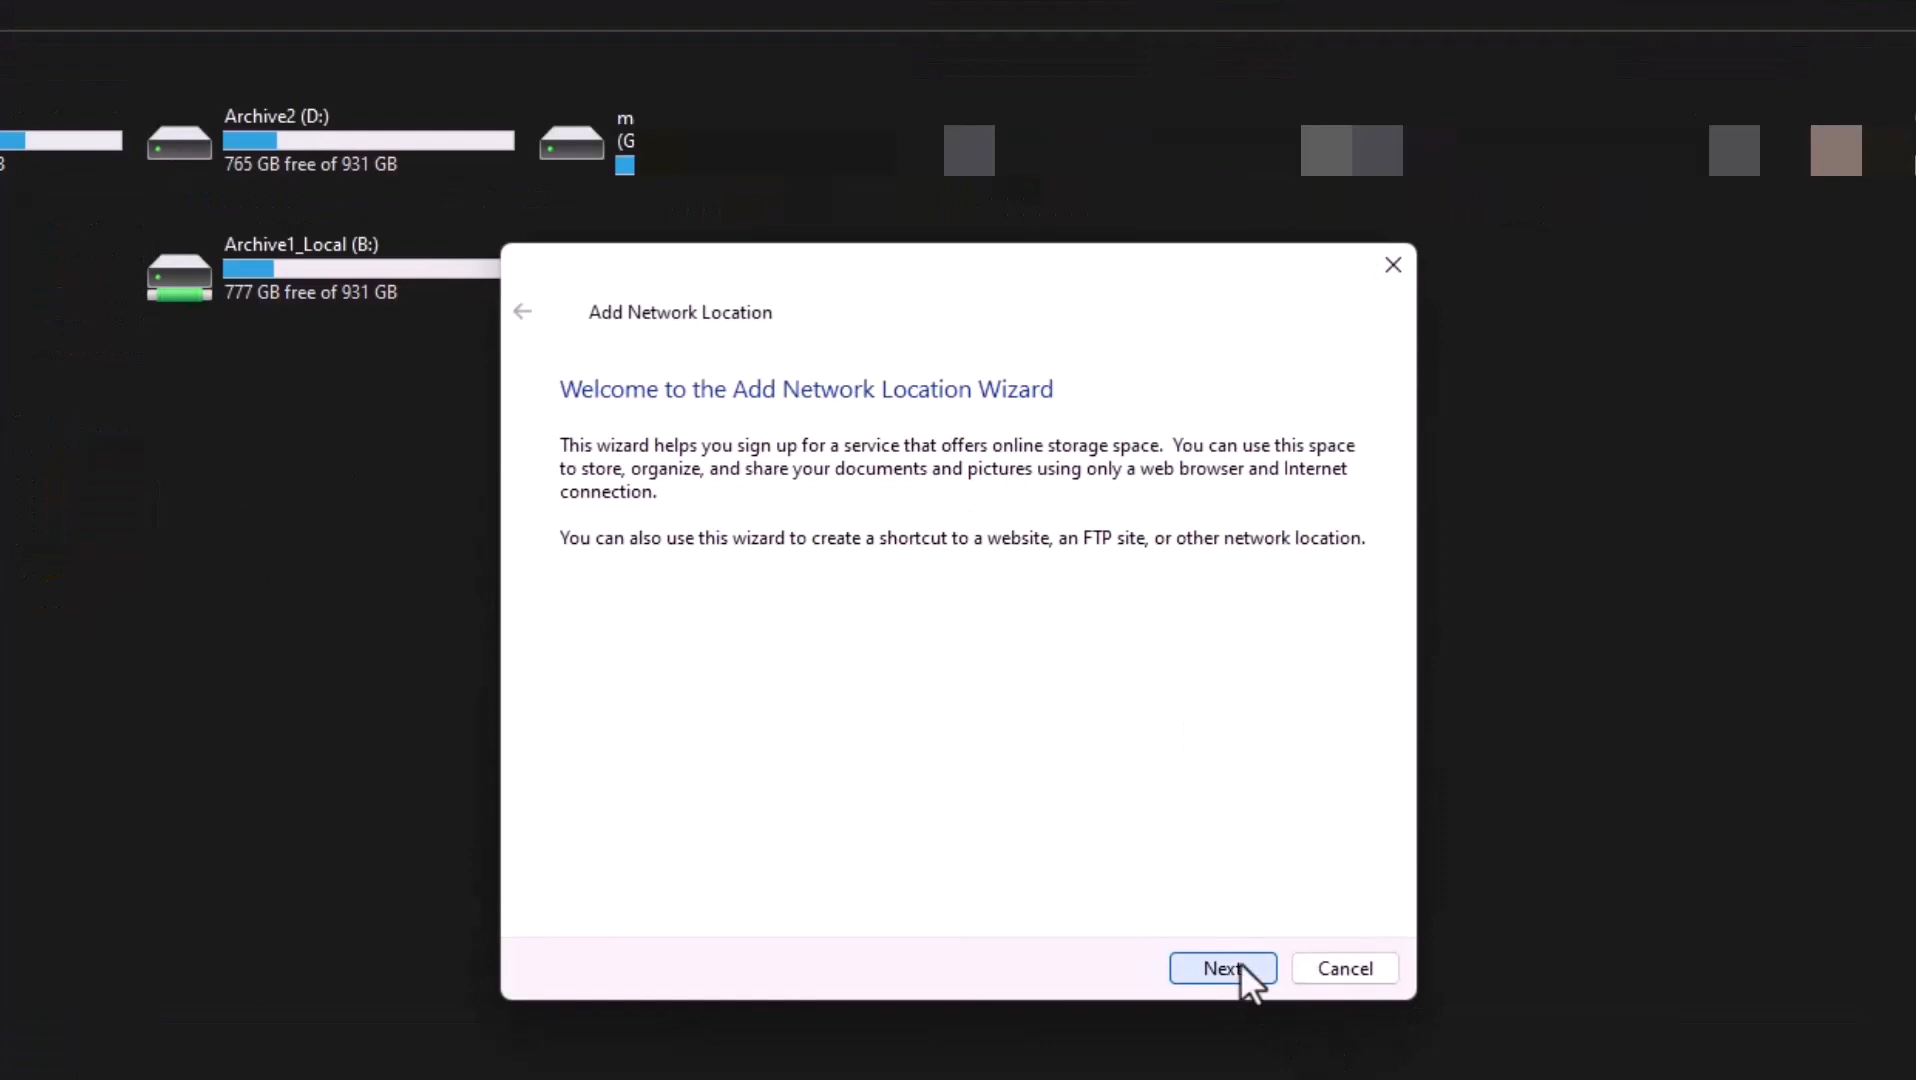 Archive2 (D:)
765 GB free of 931 GB
m
(G
Archive1_Local (B:)
777 GB free of 931 GB
Add Network Location
Welcome to the Add Network Location Wizard
This wizard helps you sign up for a service that offers online storage space.  You can use this space
to store, organize, and share your documents and pictures using only a web browser and Internet
connection.
You can also use this wizard to create a shortcut to a website, an FTP site, or other network location.
Next
Cancel